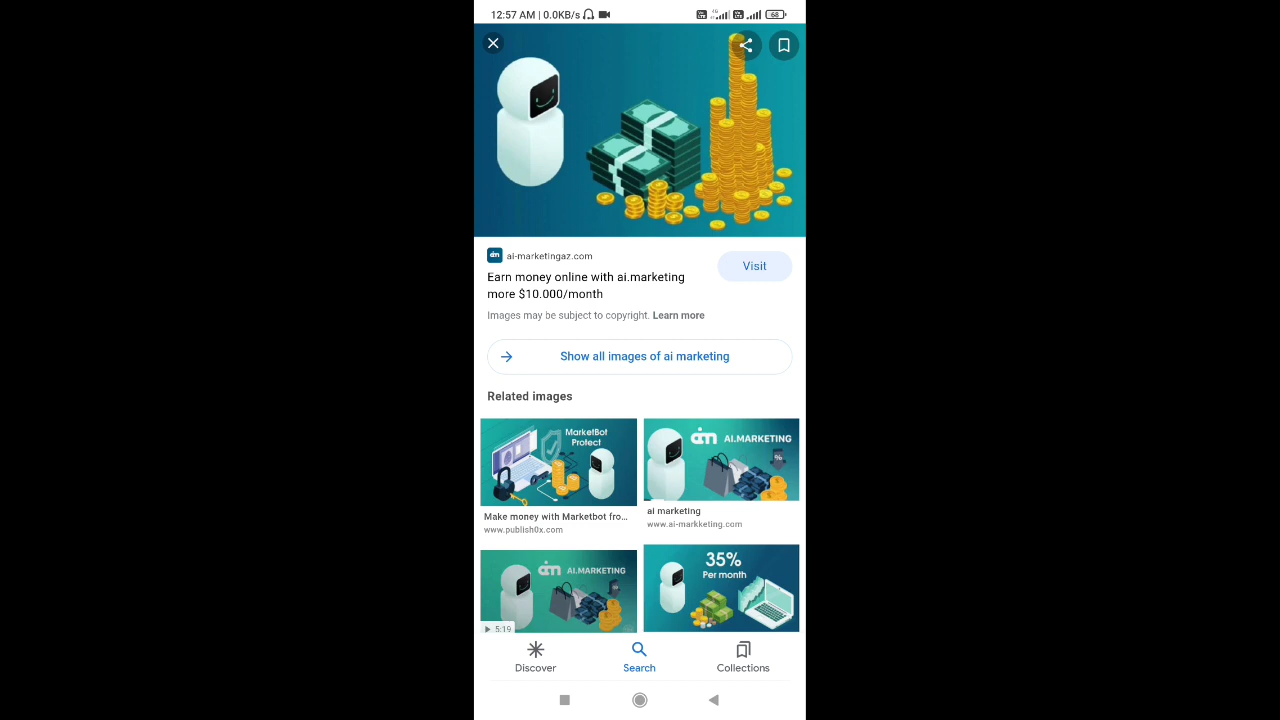 12:57 AM | 0.0KB/s
4G
68
ai-marketingaz.com
Earn money online with ai.marketing
more $10.000/month
Visit
Images may be subject to copyright. Learn more
Show all images of ai marketing
Related images
MarketBot
Protect
Make money with Marketbot fro...
www.publish0x.com
AI.MARKETING
%
ai marketing
www.ai-markketing.com
AI.MARKETING
5:19
35%
Per month
Discover
Search
Collections